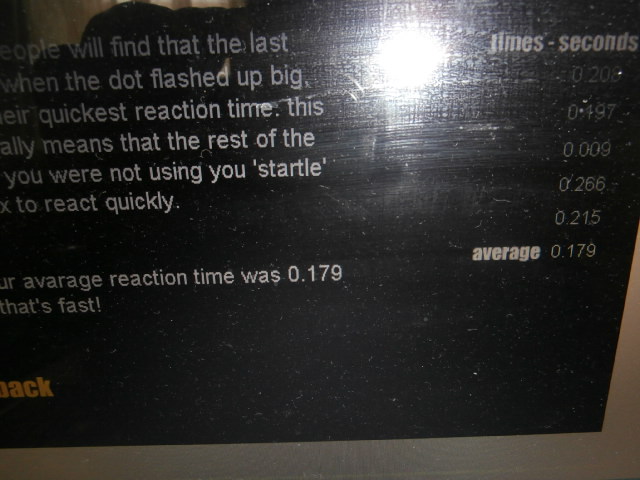 eople will find that the last
when the dot flashed up big.
eir quickest reaction time. this
ally means that the rest of the
you were not using you 'startle'
x to react quickly.
ur avarage reaction time was 0.179
that's fast!
back
times - seconds
0.208
0.197
0.009
0.266
0.215
average 0.179